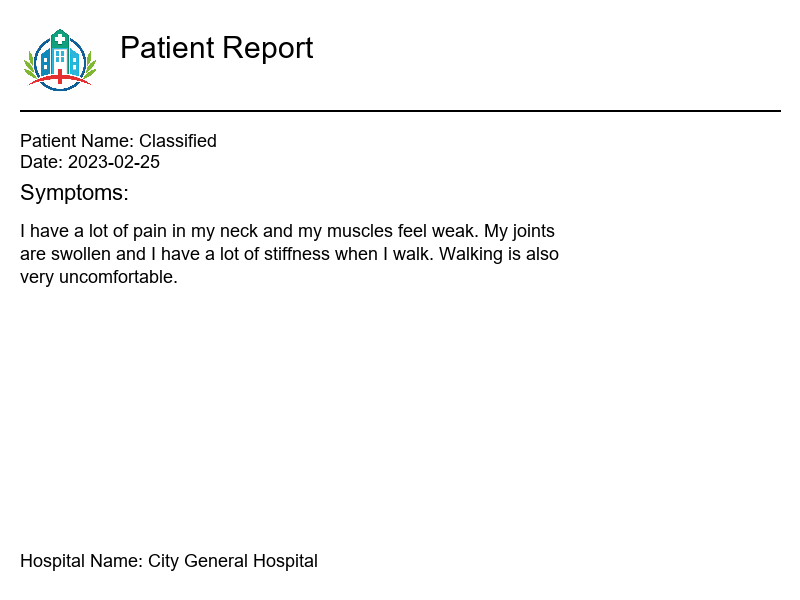 Patient Report
Patient Name: Classified
Date: 2023-02-25
Symptoms:
I have a lot of pain in my neck and my muscles feel weak. My joints
are swollen and I have a lot of stiffness when I walk. Walking is also
very uncomfortable.
Hospital Name: City General Hospital